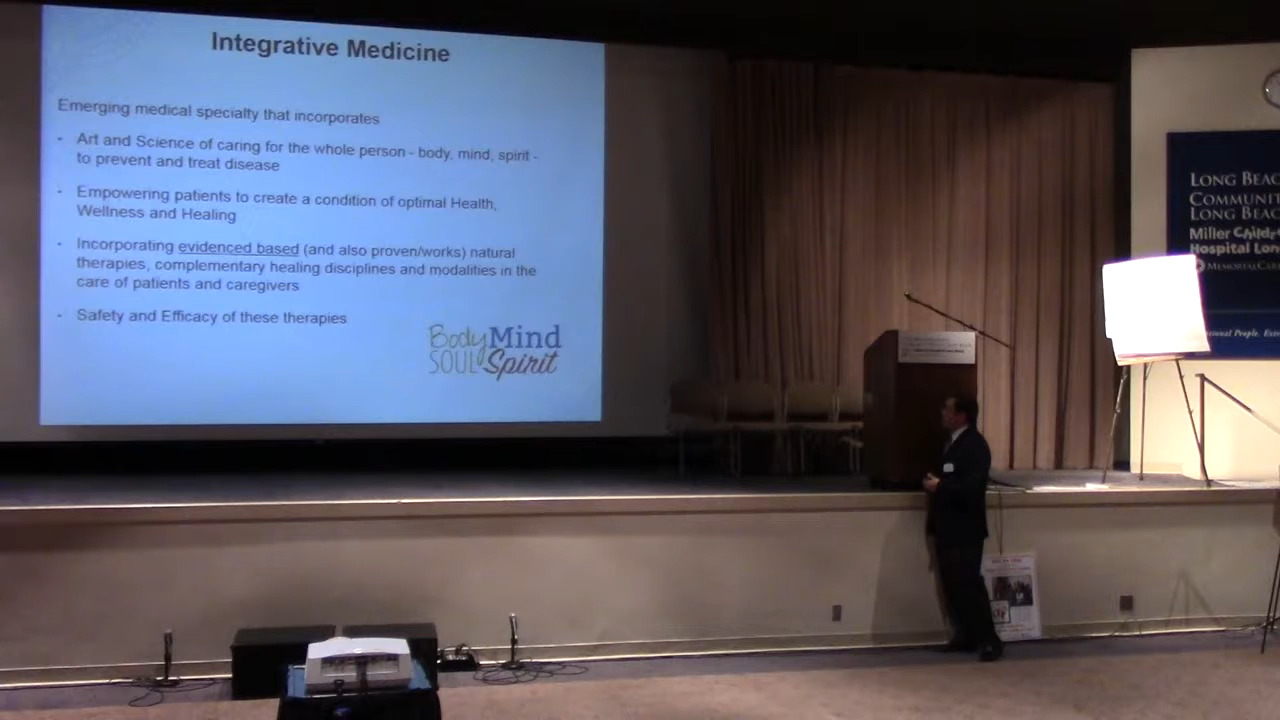 Integrative Medicine
Emerging medical specialty that incorporates
- Art and Science of caring for the whole person - body, mind, spirit -
to prevent and treat disease
- Empowering patients to create a condition of optimal Health,
Wellness and Healing
- Incorporating evidenced based (and also proven/works) natural
therapies, complementary healing disciplines and modalities in the
care of patients and caregivers
- Safety and Efficacy of these therapies
Body Mind
SOUL Spirit
LONG BEAC
COMMUNIT
LONG BEAC
Miller Childre
Hospital Lon
MEMORIALCAR